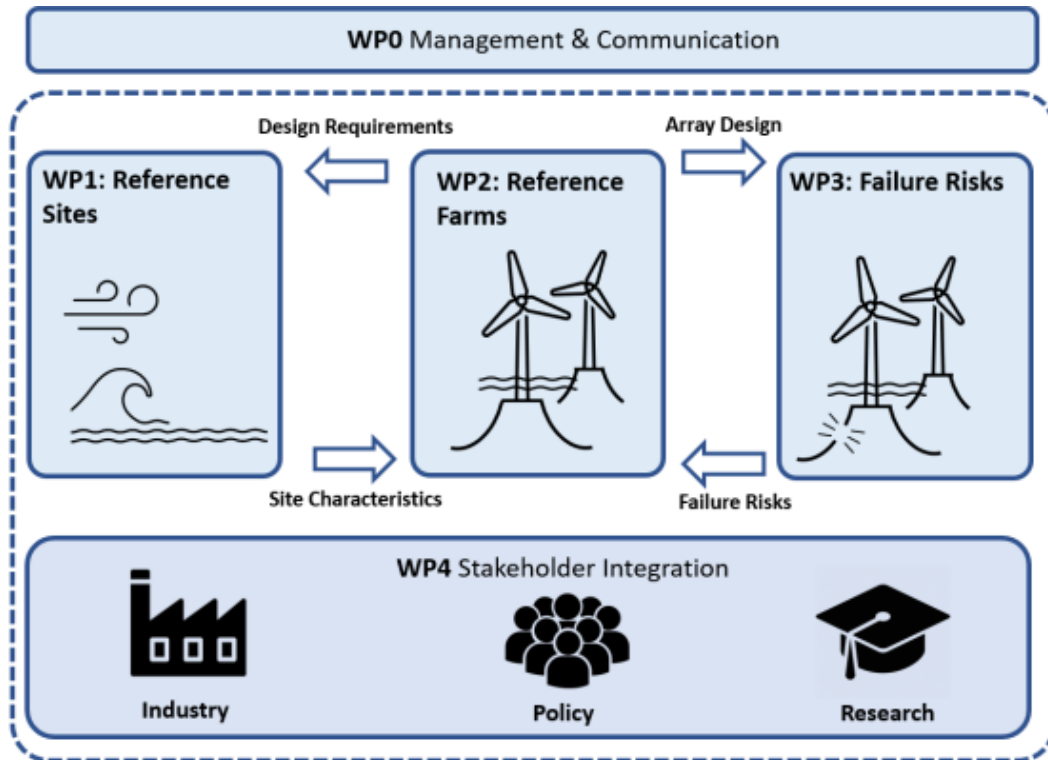 WP0 Management & Communication
Design Requirements
Array Design
WP1: Reference
Sites
WP2: Reference
Farms
WP3: Failure Risks
Site Characteristics
Failure Risks
WP4 Stakeholder Integration
Industry
Policy
Research